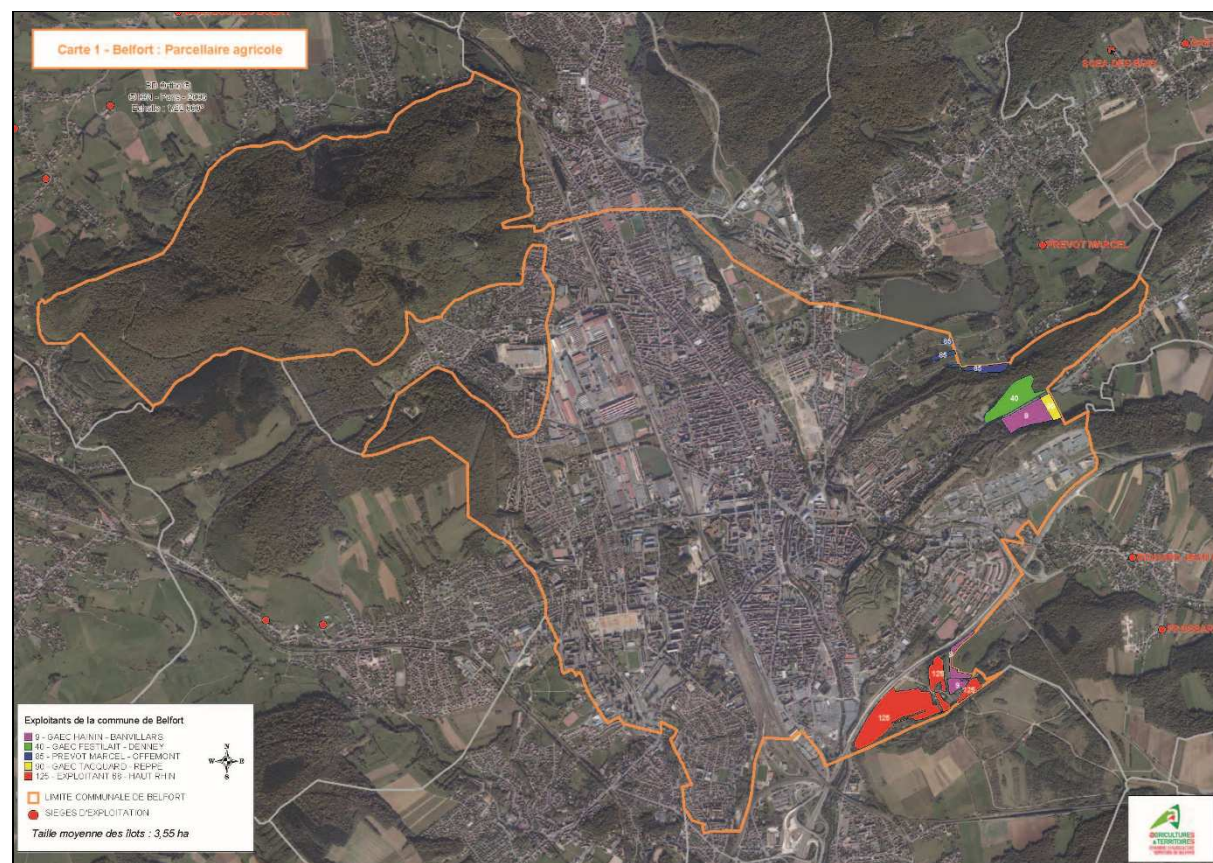 Carte 1 - Belfort : Parcellaire agricole
PREVOT MARCEL
85
85
85
40
9
125
9
125
125
Exploitants de la commune de Belfort
9 - GAEC HAININ - BANVILLARS
40 - GAEC FESTILAIT - DENNEY
85 - PREVOT MARCEL - OFFEMONT
90 - GAEC TACQUARD - REPPE
125 - EXPLOITANT 68 - HAUT RHIN
LIMITE COMMUNALE DE BELFORT
SIEGES D'EXPLOITATION
Taille moyenne des îlots : 3,55 ha
N
W
E
S
AGRICULTURES
& TERRITOIRES